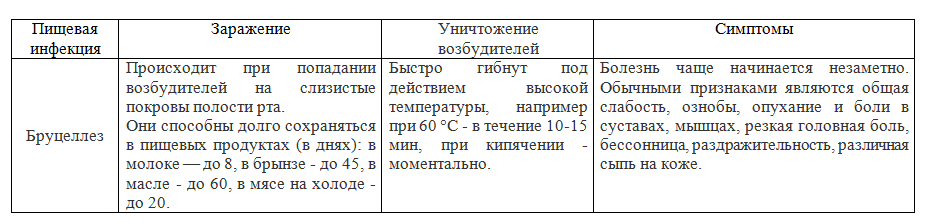 Пищевая
инфекция
Заражение
Уничтожение
возбудителей
Симптомы
Бруцеллез
Происходит при попадании
возбудителей на слизистые
покровы полости рта.
Они способны долго сохраняться
в пищевых продуктах (в днях): в
молоке — до 8, в брынзе - до 45, в
масле - до 60, в мясе на холоде -
до 20.
Быстро гибнут под
действием высокой
температуры, например
при 60 °С - в течение 10-15
мин, при кипячении -
моментально.
Болезнь чаще начинается незаметно.
Обычными признаками являются общая
слабость, ознобы, опухание и боли в
суставах, мышцах, резкая головная боль,
бессонница, раздражительность, различная
сыпь на коже.